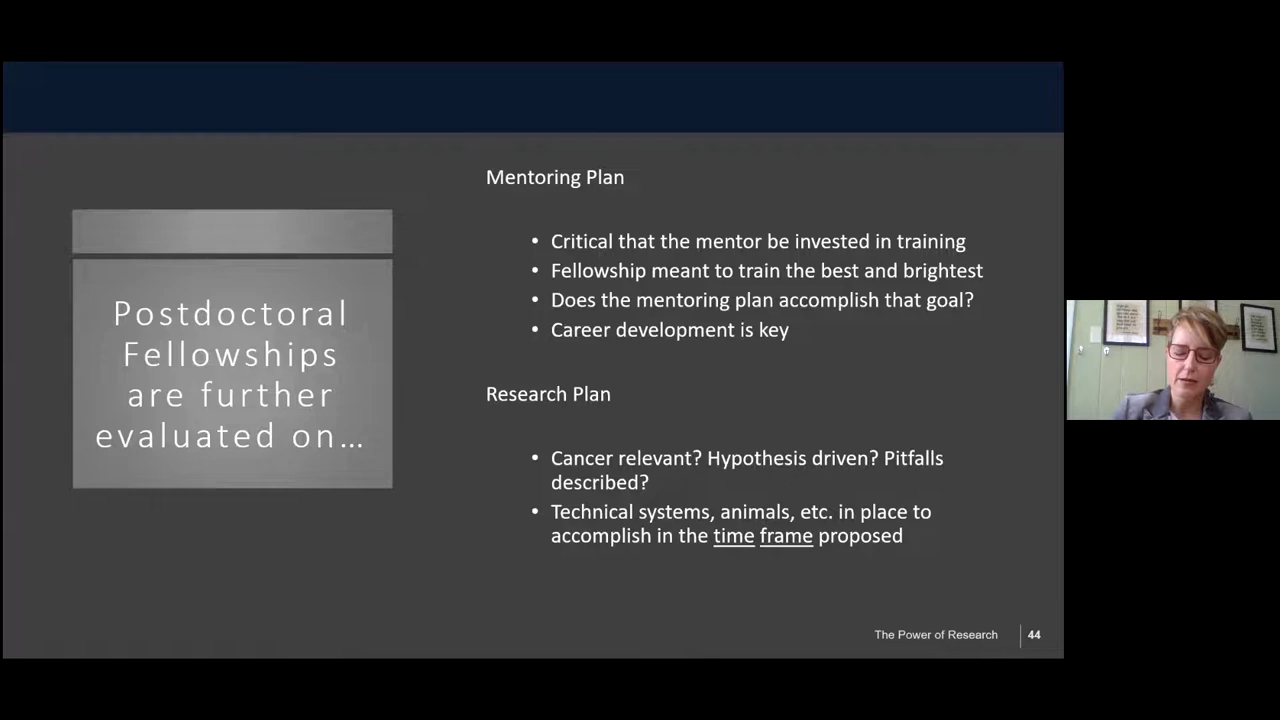 Postdoctoral
Fellowships
are further
evaluated on…
Mentoring Plan
• Critical that the mentor be invested in training
• Fellowship meant to train the best and brightest
• Does the mentoring plan accomplish that goal?
• Career development is key
Research Plan
• Cancer relevant? Hypothesis driven? Pitfalls
described?
• Technical systems, animals, etc. in place to
accomplish in the time frame proposed
The Power of Research
44